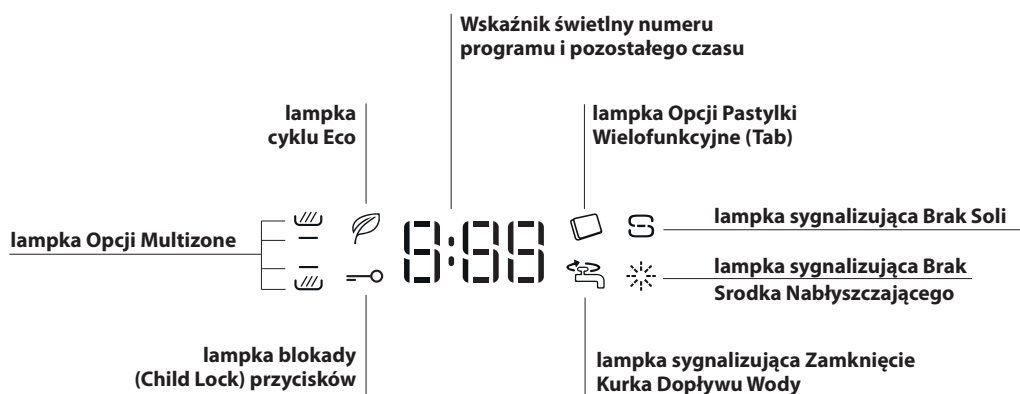 Wskaźnik świetlny numeru
programu i pozostałego czasu
lampka
cyklu Eco
lampka Opcji Pastylki
Wielofunkcyjne (Tab)
lampka Opcji Multizone
8:88
lampka sygnalizująca Brak Soli
lampka sygnalizująca Brak
Srodka Nabłyszczającego
lampka blokady
(Child Lock) przycisków
lampka sygnalizująca Zamknięcie
Kurka Dopływu Wody